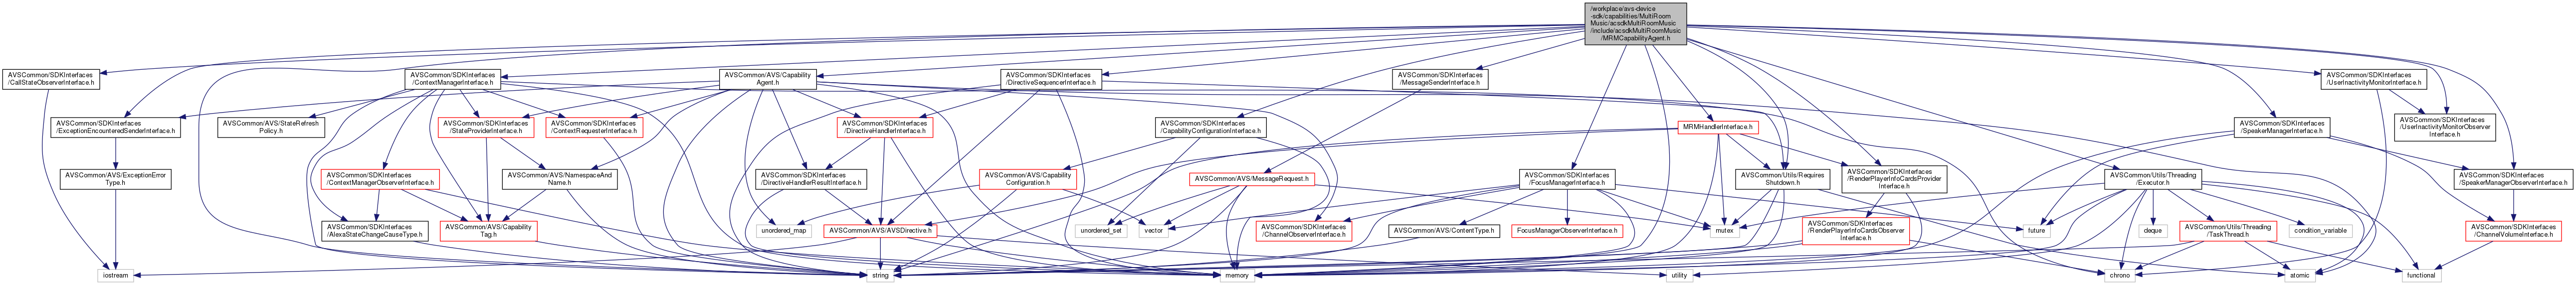 /workplace/avs-device
-sdk/capabilities/MultiRoom
Music/acsdkMultiRoomMusic
/include/acsdkMultiRoomMusic
/MRMCapabilityAgent.h
AVSCommon/SDKInterfaces
/CallStateObserverInterface.h
AVSCommon/SDKInterfaces
/ContextManagerInterface.h
AVSCommon/AVS/Capability
Agent.h
AVSCommon/SDKInterfaces
/DirectiveSequencerInterface.h
AVSCommon/SDKInterfaces
/MessageSenderInterface.h
AVSCommon/SDKInterfaces
/UserInactivityMonitorInterface.h
AVSCommon/SDKInterfaces
/ExceptionEncounteredSenderInterface.h
AVSCommon/AVS/StateRefresh
Policy.h
AVSCommon/SDKInterfaces
/StateProviderInterface.h
AVSCommon/SDKInterfaces
/ContextRequesterInterface.h
AVSCommon/SDKInterfaces
/DirectiveHandlerInterface.h
AVSCommon/SDKInterfaces
/CapabilityConfigurationInterface.h
MRMHandlerInterface.h
AVSCommon/SDKInterfaces
/SpeakerManagerInterface.h
AVSCommon/SDKInterfaces
/UserInactivityMonitorObserver
Interface.h
AVSCommon/AVS/ExceptionError
Type.h
AVSCommon/SDKInterfaces
/ContextManagerObserverInterface.h
AVSCommon/AVS/NamespaceAnd
Name.h
AVSCommon/SDKInterfaces
/DirectiveHandlerResultInterface.h
AVSCommon/AVS/Capability
Configuration.h
AVSCommon/AVS/MessageRequest.h
AVSCommon/SDKInterfaces
/FocusManagerInterface.h
AVSCommon/Utils/Requires
Shutdown.h
AVSCommon/SDKInterfaces
/RenderPlayerInfoCardsProvider
Interface.h
AVSCommon/Utils/Threading
/Executor.h
AVSCommon/SDKInterfaces
/SpeakerManagerObserverInterface.h
AVSCommon/SDKInterfaces
/AlexaStateChangeCauseType.h
AVSCommon/AVS/Capability
Tag.h
unordered_map
AVSCommon/AVS/AVSDirective.h
unordered_set
vector
AVSCommon/SDKInterfaces
/ChannelObserverInterface.h
AVSCommon/AVS/ContentType.h
FocusManagerObserverInterface.h
mutex
AVSCommon/SDKInterfaces
/RenderPlayerInfoCardsObserver
Interface.h
future
deque
AVSCommon/Utils/Threading
/TaskThread.h
condition_variable
AVSCommon/SDKInterfaces
/ChannelVolumeInterface.h
iostream
string
memory
utility
chrono
atomic
functional